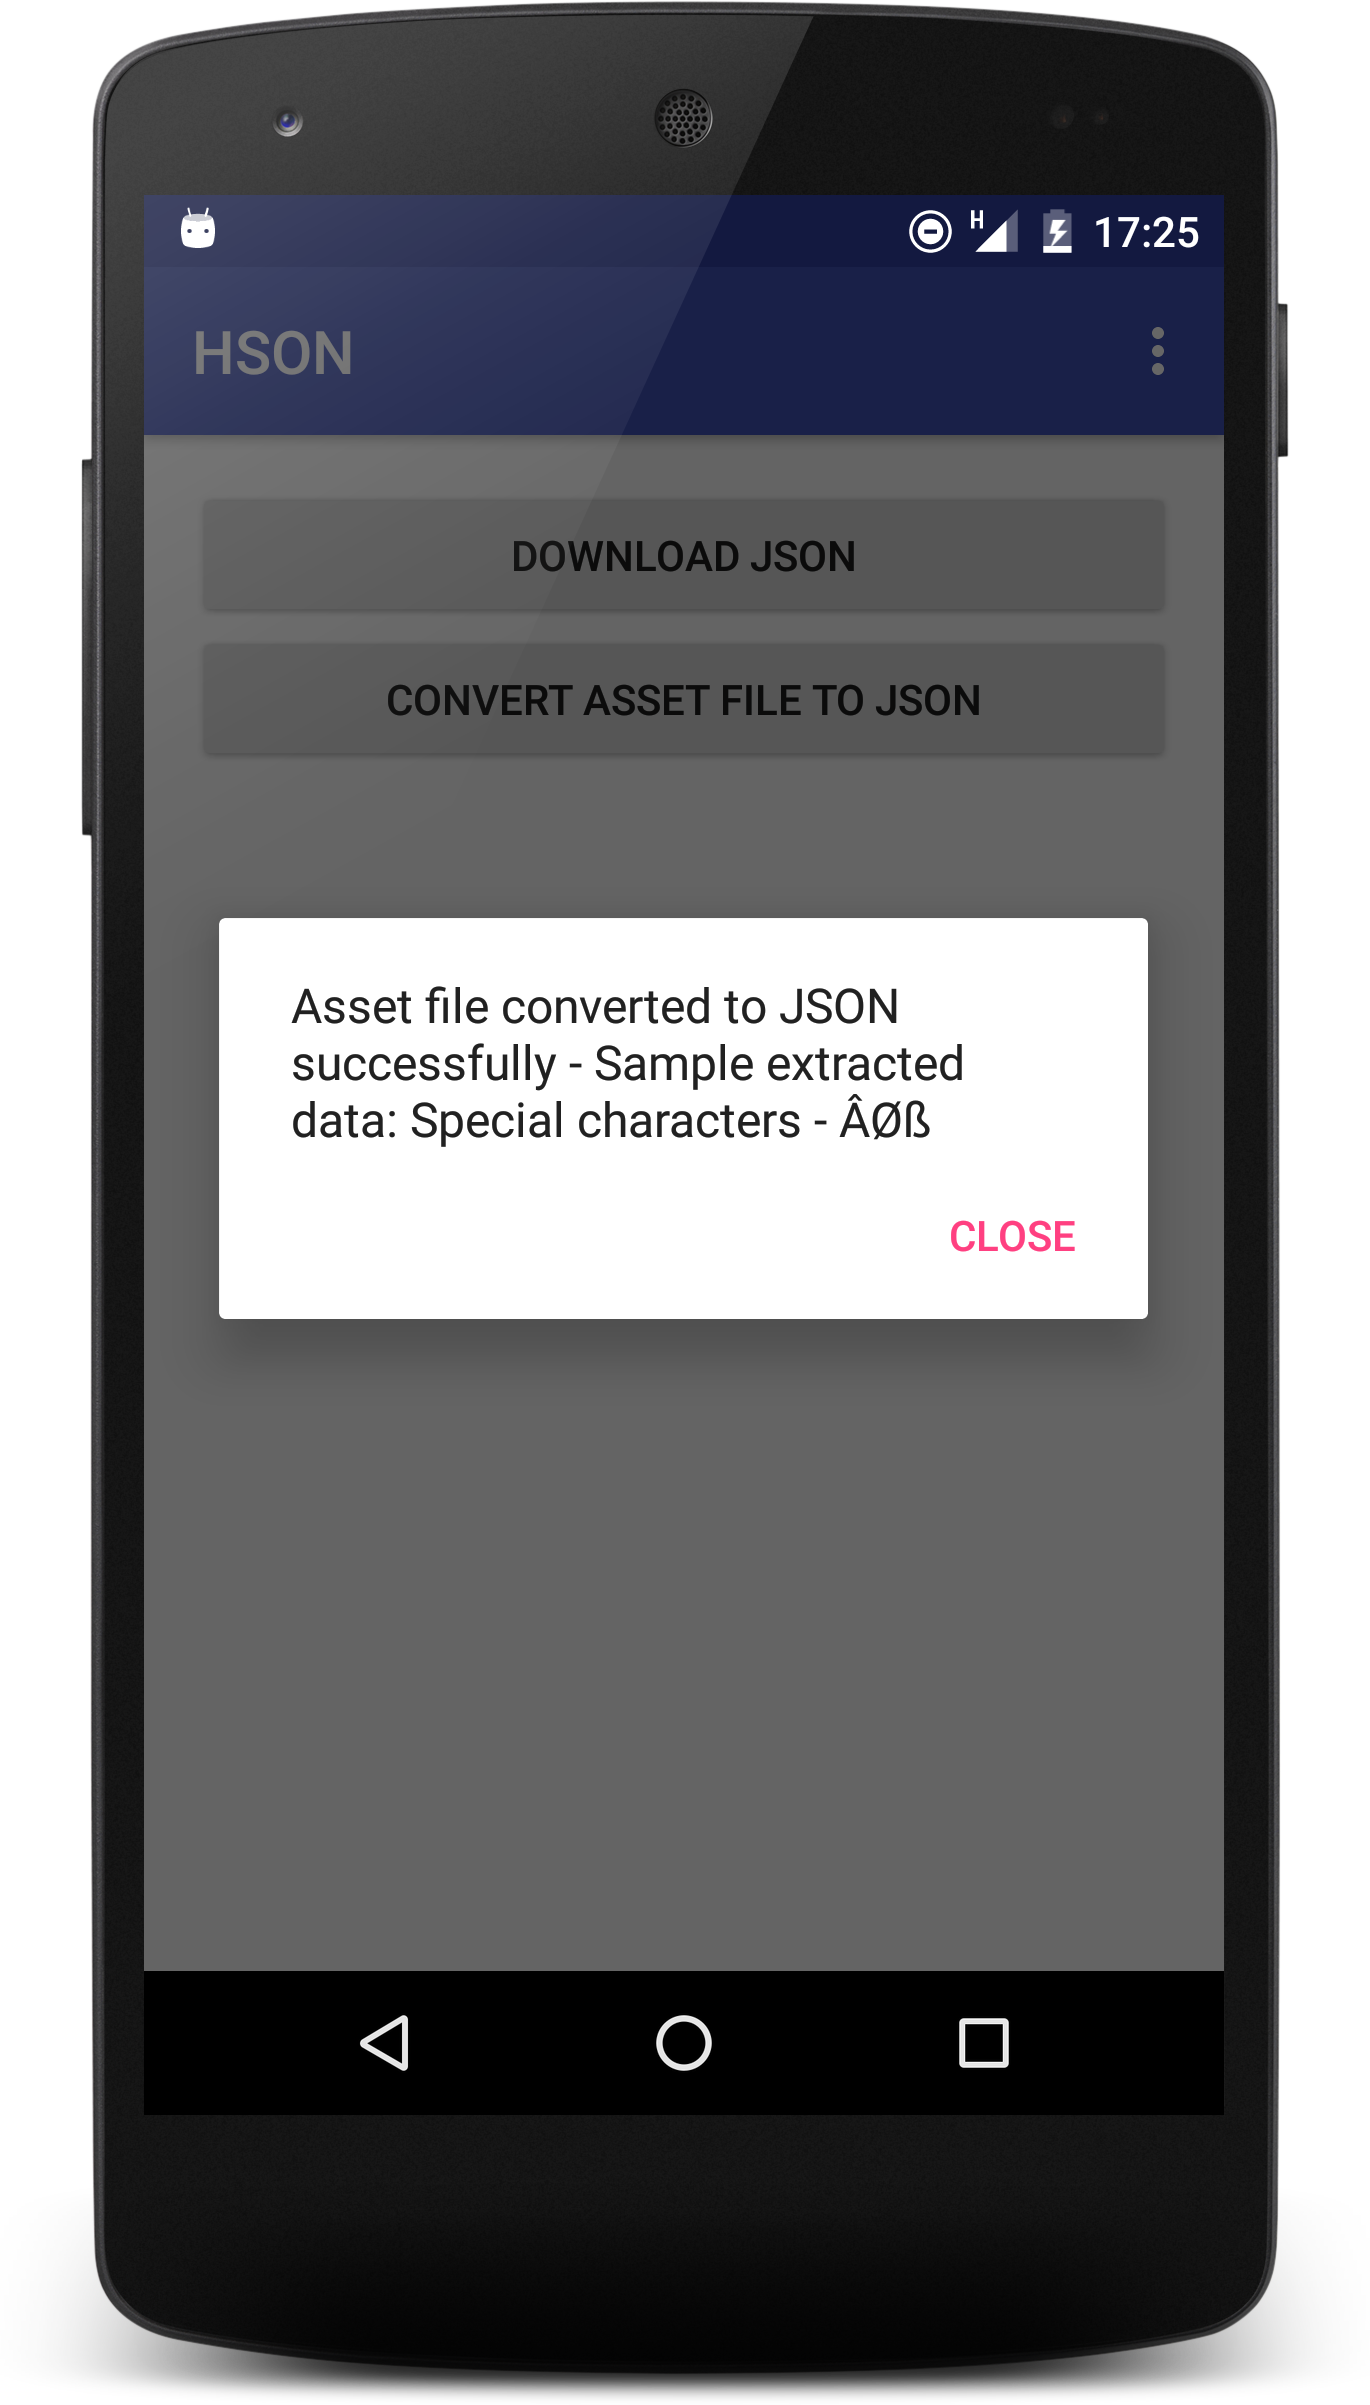 H
17:25
HSON
DOWNLOAD JSON
CONVERT ASSET FILE TO JSON
Asset file converted to JSON
successfully - Sample extracted
data: Special characters - ÂØß
CLOSE